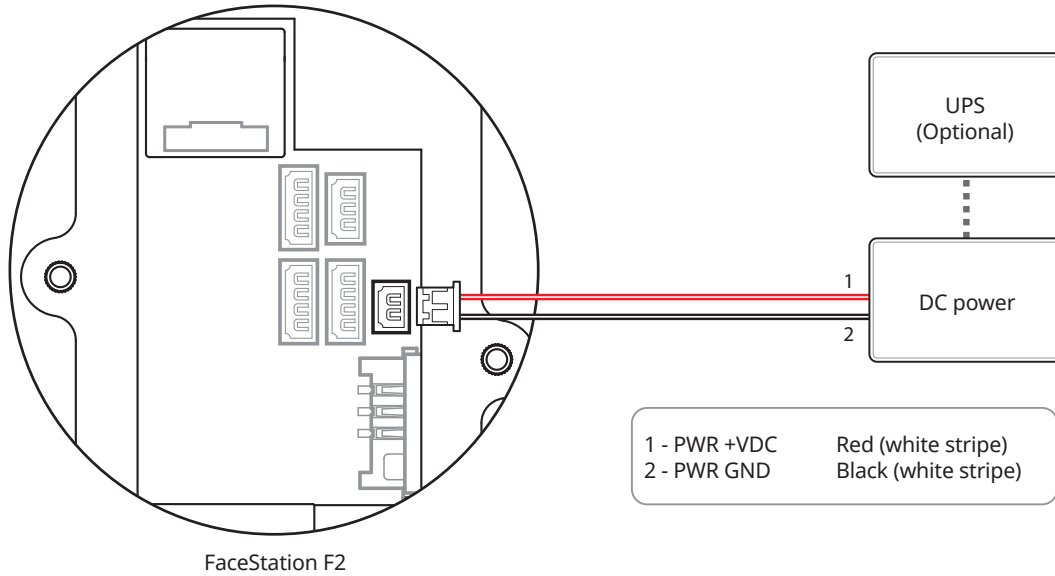 UPS
(Optional)
1
DC power
2
1 - PWR +VDC Red (white stripe)
2 - PWR GND Black (white stripe)
FaceStation F2